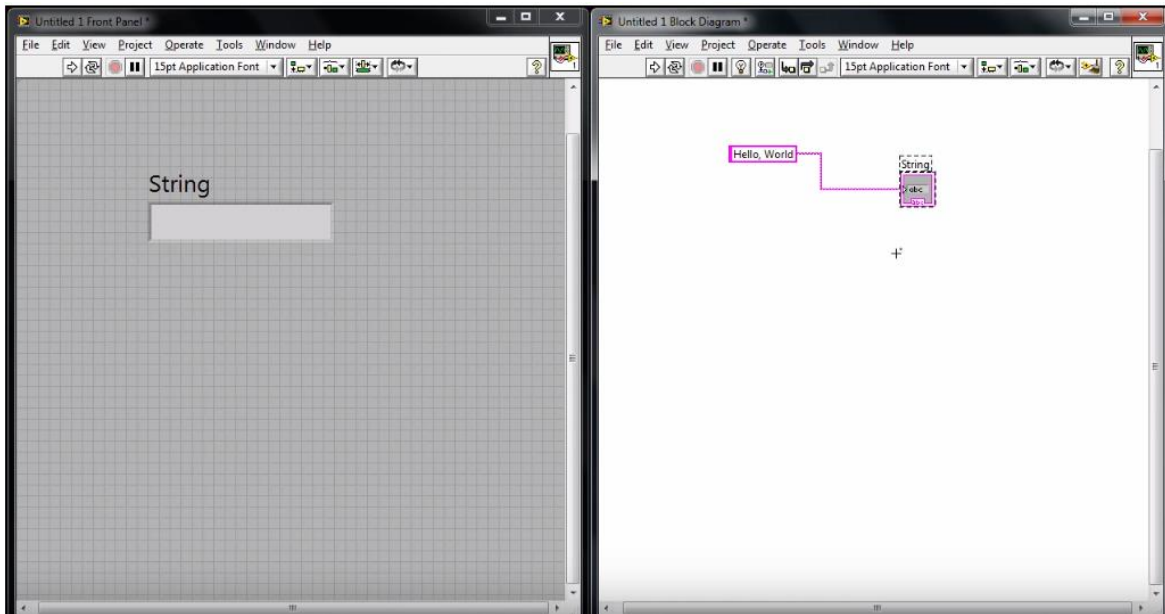 Untitled 1 Front Panel *
File Edit View Project Operate Tools Window Help
15pt Application Font
String
Untitled 1 Block Diagram *
File Edit View Project Operate Tools Window Help
15pt Application Font
Hello, World
String
abc
abc